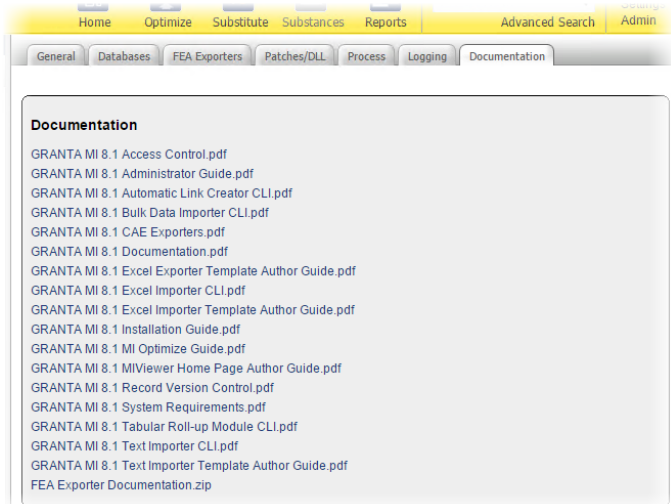 Home Optimize Substitute Substances Reports Advanced Search Admin
General Databases FEA Exporters Patches/DLL Process Logging Documentation
Documentation
GRANTA MI 8.1 Access Control.pdf
GRANTA MI 8.1 Administrator Guide.pdf
GRANTA MI 8.1 Automatic Link Creator CLI.pdf
GRANTA MI 8.1 Bulk Data Importer CLI.pdf
GRANTA MI 8.1 CAE Exporters.pdf
GRANTA MI 8.1 Documentation.pdf
GRANTA MI 8.1 Excel Exporter Template Author Guide.pdf
GRANTA MI 8.1 Excel Importer CLI.pdf
GRANTA MI 8.1 Excel Importer Template Author Guide.pdf
GRANTA MI 8.1 Installation Guide.pdf
GRANTA MI 8.1 MI Optimize Guide.pdf
GRANTA MI 8.1 MIViewer Home Page Author Guide.pdf
GRANTA MI 8.1 Record Version Control.pdf
GRANTA MI 8.1 System Requirements.pdf
GRANTA MI 8.1 Tabular Roll-up Module CLI.pdf
GRANTA MI 8.1 Text Importer CLI.pdf
GRANTA MI 8.1 Text Importer Template Author Guide.pdf
FEA Exporter Documentation.zip